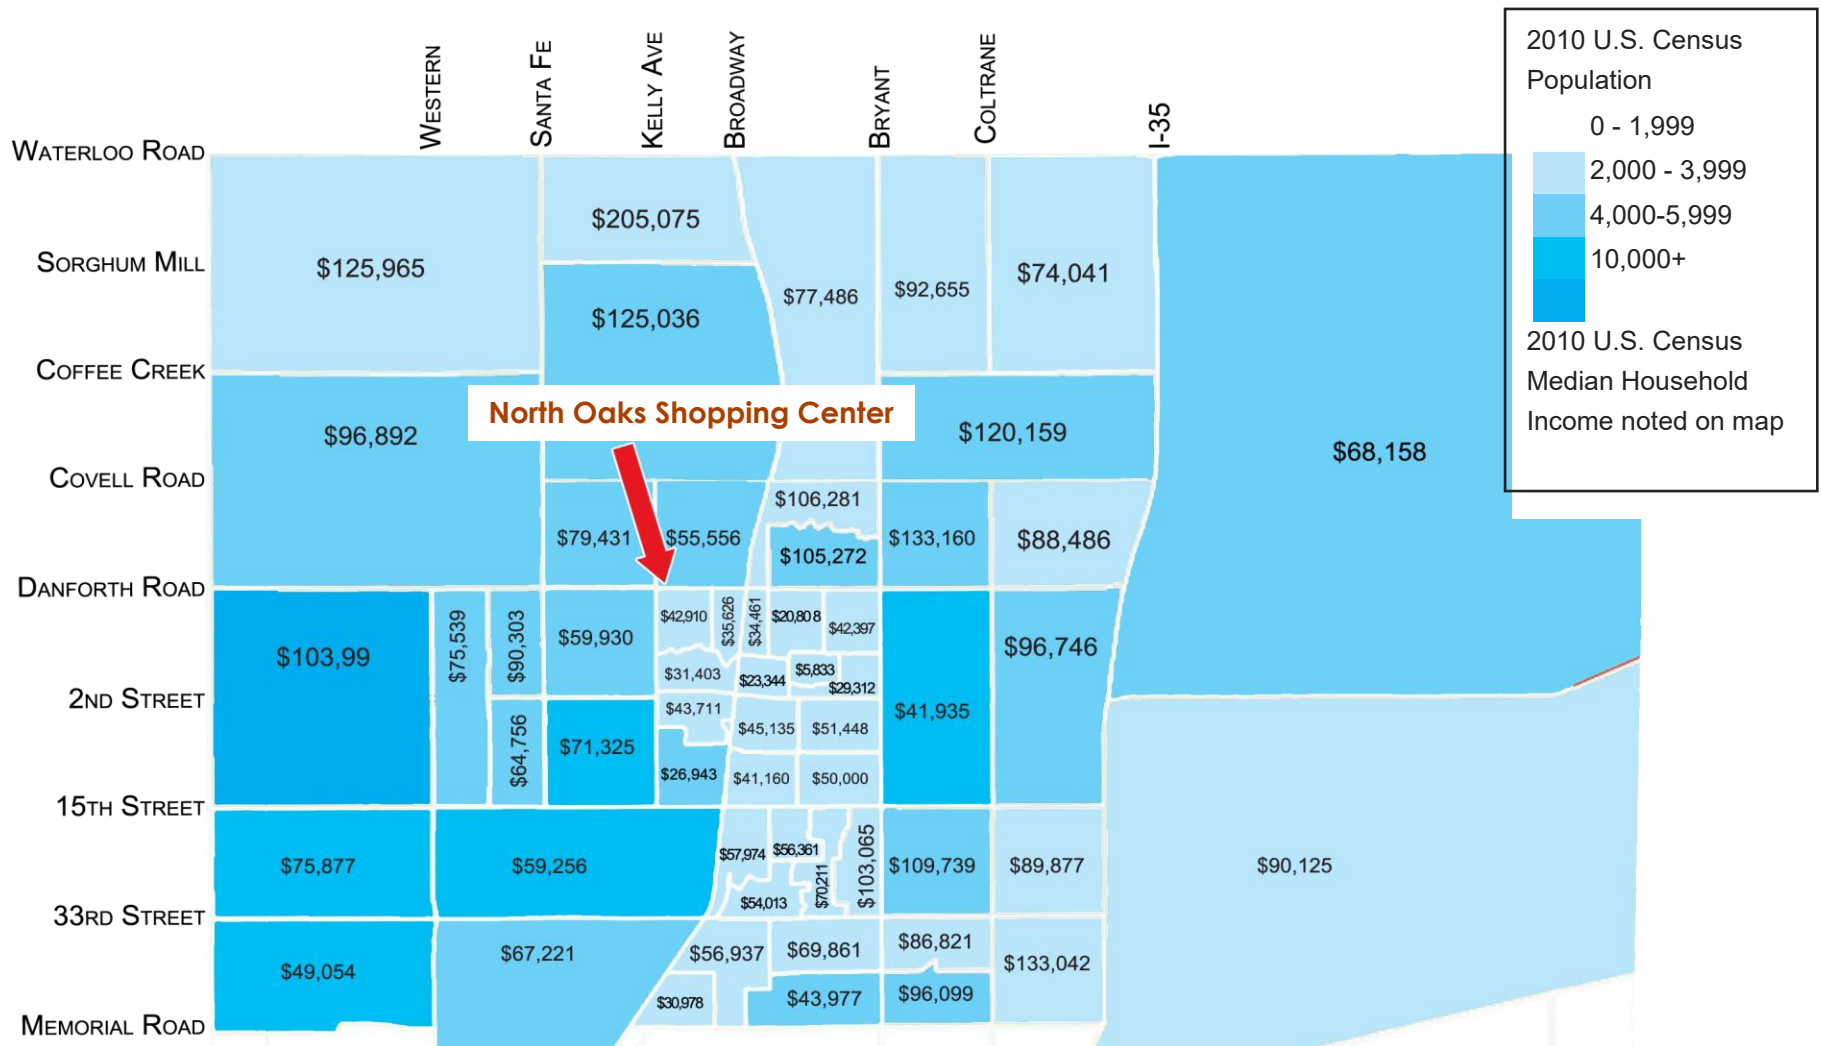 WESTERN
SANTA FE
KELLY AVE
BROADWAY
BRYANT
COLTRANE
I-35
2010 U.S. Census
Population
0 - 1,999
2,000 - 3,999
4,000-5,999
10,000+
2010 U.S. Census
Median Household
Income noted on map
WATERLOO ROAD
SORGHUM MILL
COFFEE CREEK
COVELL ROAD
DANFORTH ROAD
2ND STREET
15TH STREET
33RD STREET
MEMORIAL ROAD
$205,075
$125,965
$125,036
$77,486
$92,655
$74,041
North Oaks Shopping Center
$96,892
$120,159
$68,158
$106,281
$79,431
$55,556
$105,272
$133,160
$88,486
$103,99
$75,539
$90,303
$59,930
$42,910
$35,626
$34,461
$20,808
$42,397
$96,746
$31,403
$23,344
$5,833
$29,312
$41,935
$64,756
$71,325
$43,711
$45,135
$51,448
$26,943
$41,160
$50,000
$75,877
$59,256
$57,974
$56,361
$70,211
$103,065
$109,739
$89,877
$90,125
$54,013
$49,054
$67,221
$56,937
$69,861
$86,821
$133,042
$30,978
$43,977
$96,099